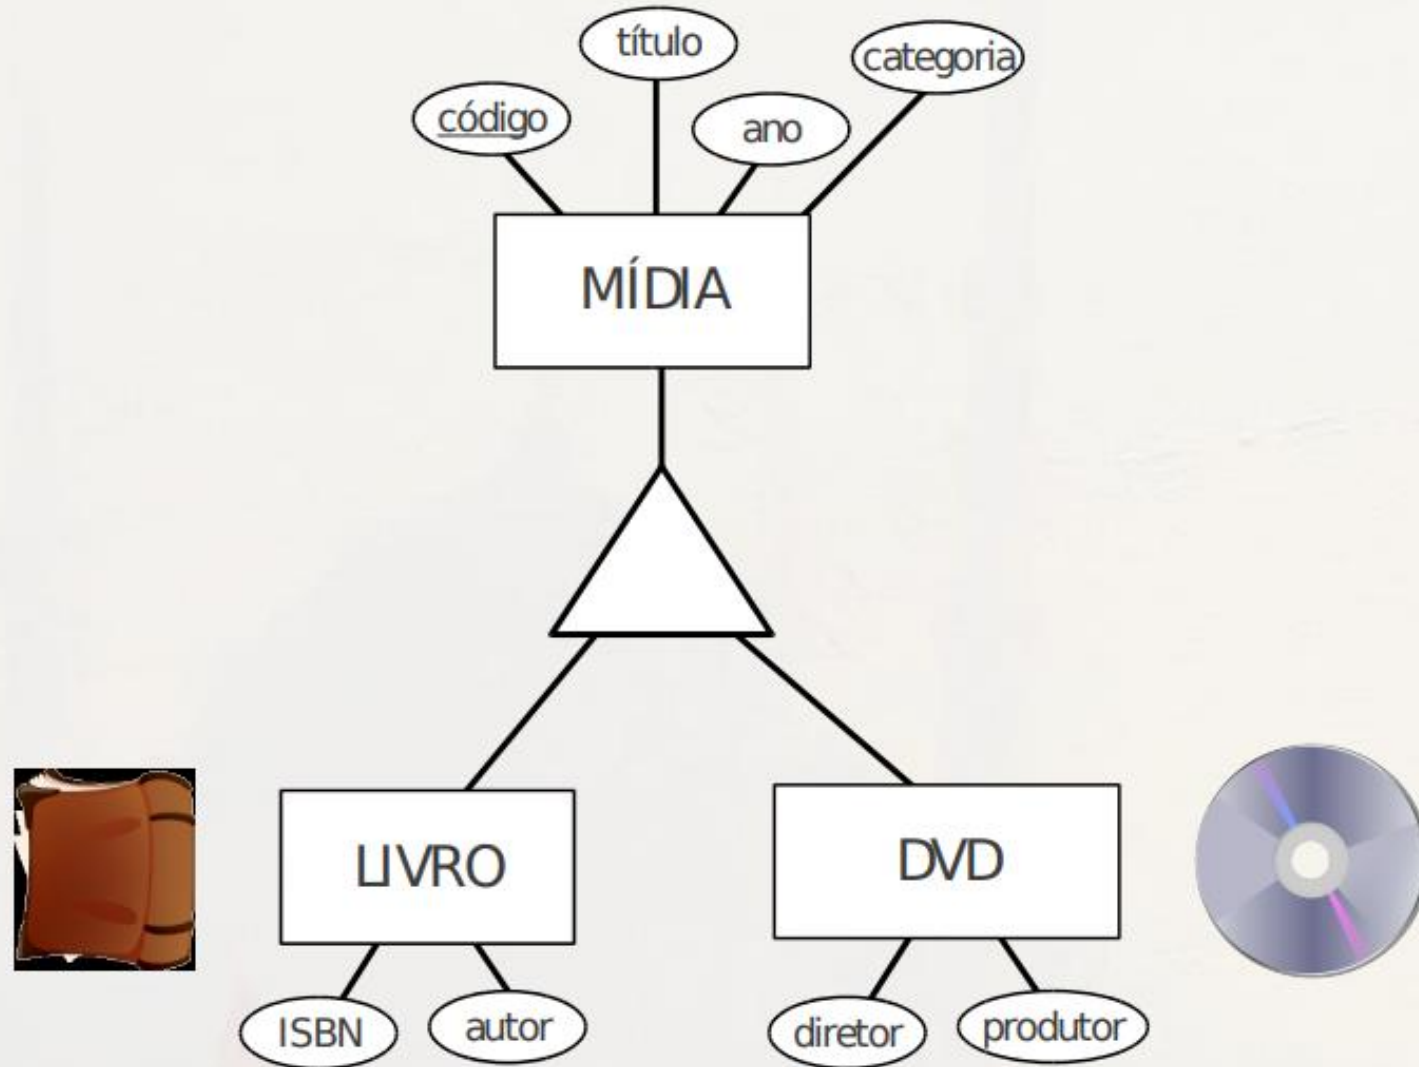 título
categoria
código
ano
MÍDIA
LIVRO
DVD
ISBN
autor
diretor
produtor